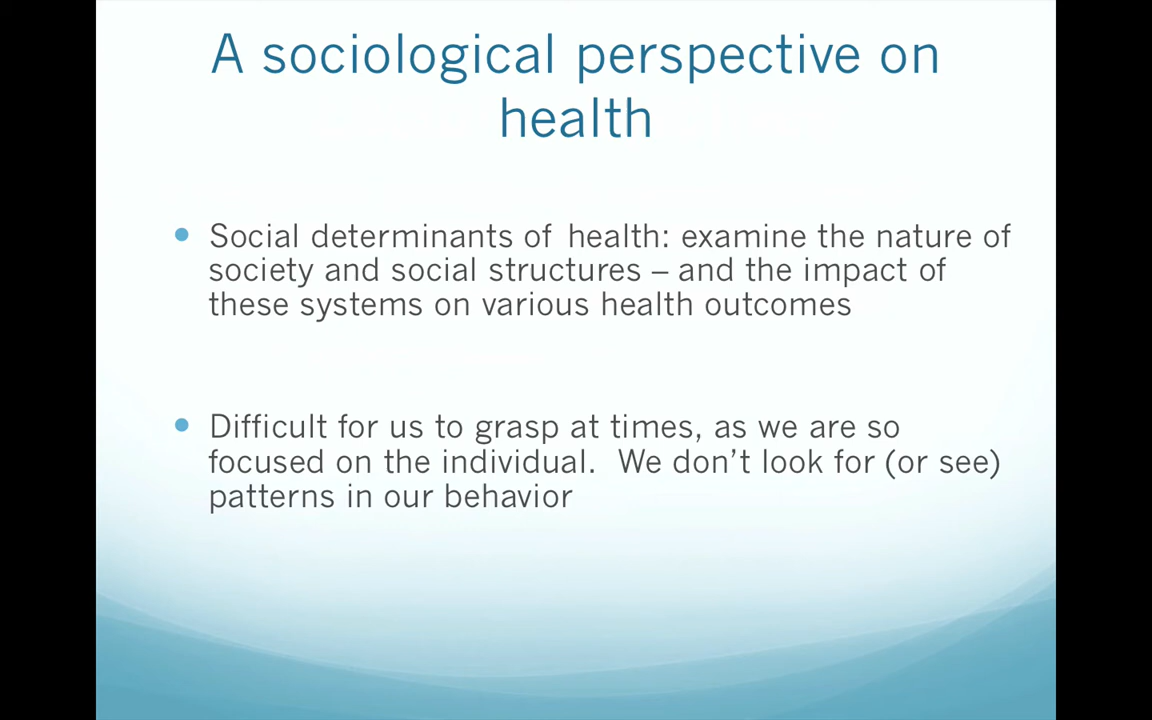 A sociological perspective on
health
• Social determinants of health: examine the nature of
society and social structures – and the impact of
these systems on various health outcomes
• Difficult for us to grasp at times, as we are so
focused on the individual.  We don’t look for (or see)
patterns in our behavior